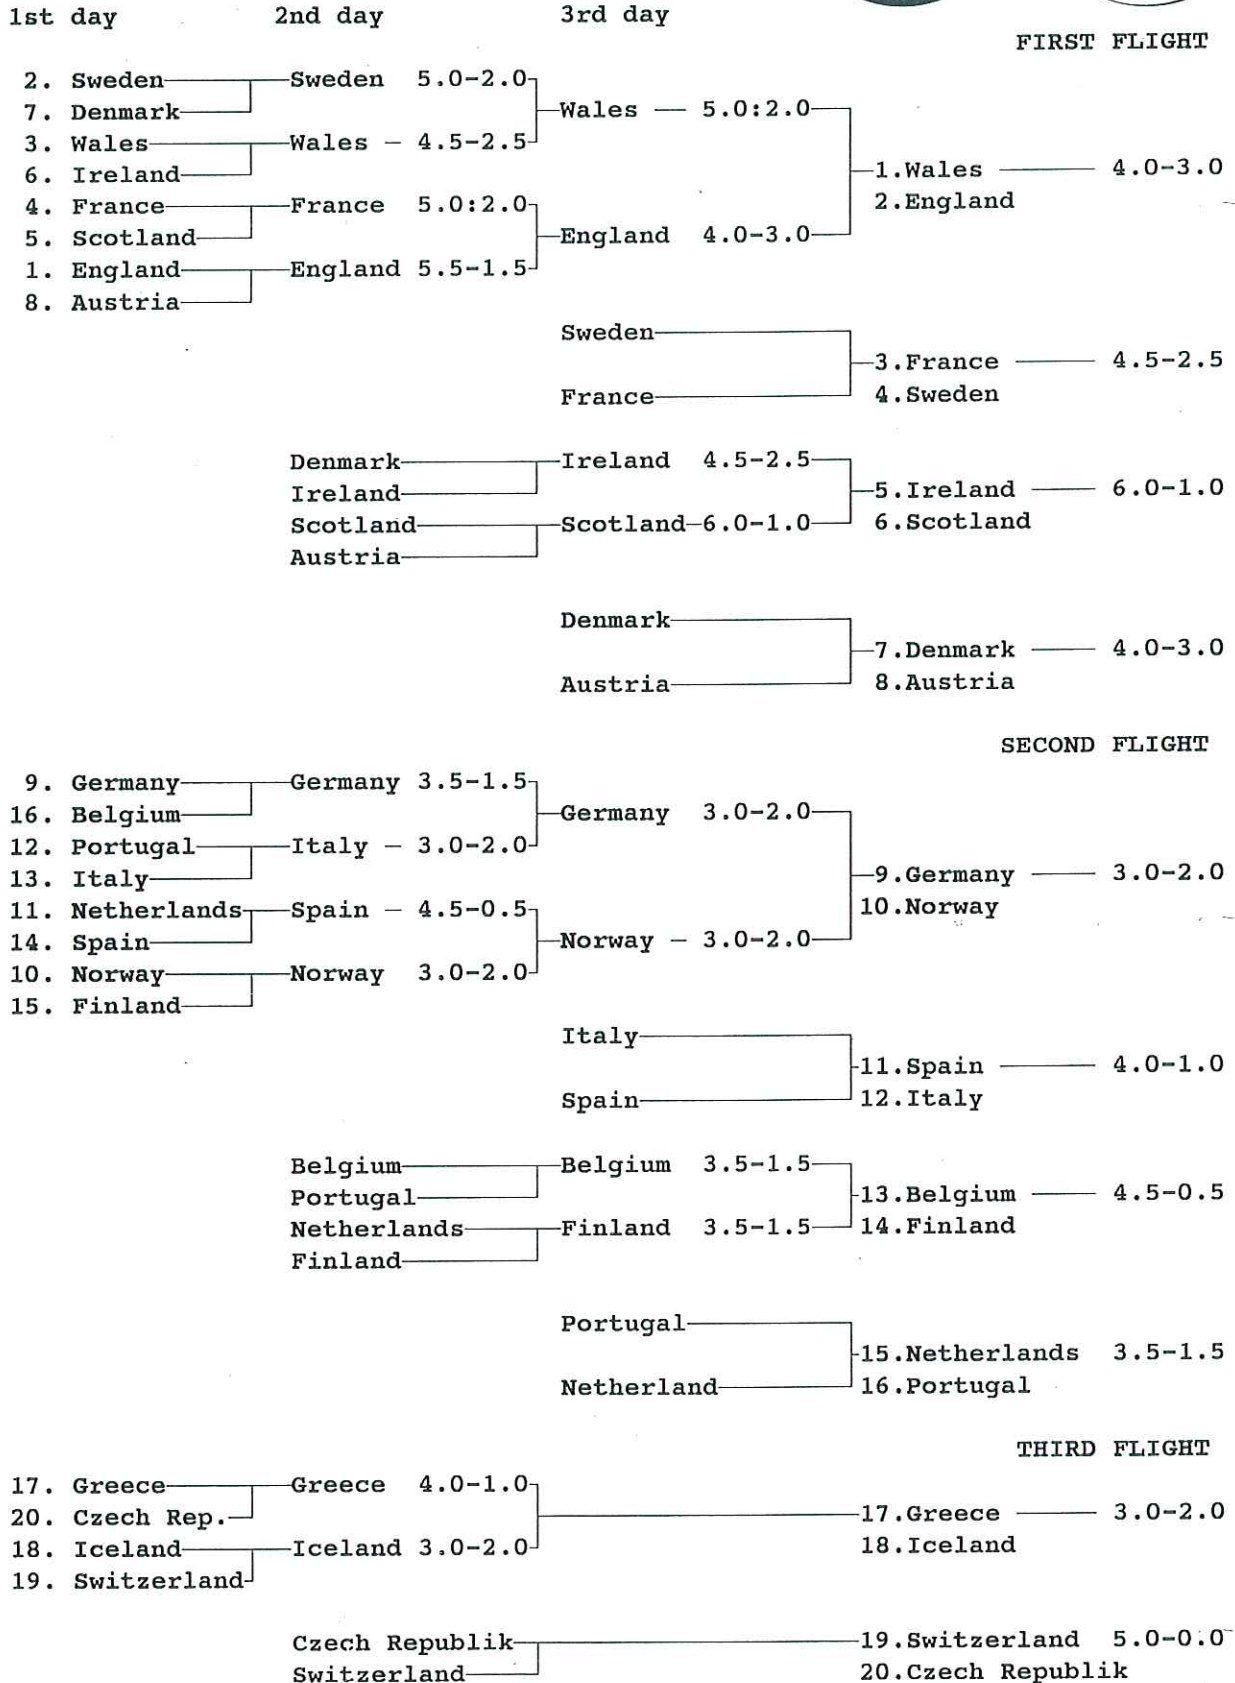 1st day 2nd day 3rd day
FIRST FLIGHT
2. Sweden Sweden 5.0-2.0
7. Denmark Wales — 5.0:2.0
3. Wales Wales - 4.5-2.5
6. Ireland 1.Wales 4.0-3.0
4. France France 5.0:2.0 2.England
5. Scotland England 4.0-3.0
1. England England 5.5-1.5
8. Austria
Sweden
3.France 4.5-2.5
France 4.Sweden
Denmark Ireland 4.5-2.5
Ireland 5.Ireland 6.0-1.0
Scotland Scotland-6.0-1.0 6.Scotland
Austria
Denmark
7.Denmark 4.0-3.0
Austria 8.Austria
SECOND FLIGHT
9. Germany Germany 3.5-1.5
16. Belgium Germany 3.0-2.0
12. Portugal Italy - 3.0-2.0
13. Italy 9.Germany 3.0-2.0
11. Netherlands Spain - 4.5-0.5 10.Norway
14. Spain Norway - 3.0-2.0
10. Norway Norway 3.0-2.0
15. Finland
Italy
11.Spain 4.0-1.0
Spain 12.Italy
Belgium Belgium 3.5-1.5
Portugal 13.Belgium 4.5-0.5
Netherlands Finland 3.5-1.5 14.Finland
Finland
Portugal
15.Netherlands 3.5-1.5
Netherland 16.Portugal
THIRD FLIGHT
17. Greece Greece 4.0-1.0
20. Czech Rep. 17.Greece 3.0-2.0
18. Iceland Iceland 3.0-2.0 18.Iceland
19. Switzerland
Czech Republik 19.Switzerland 5.0-0.0
Switzerland 20.Czech Republik